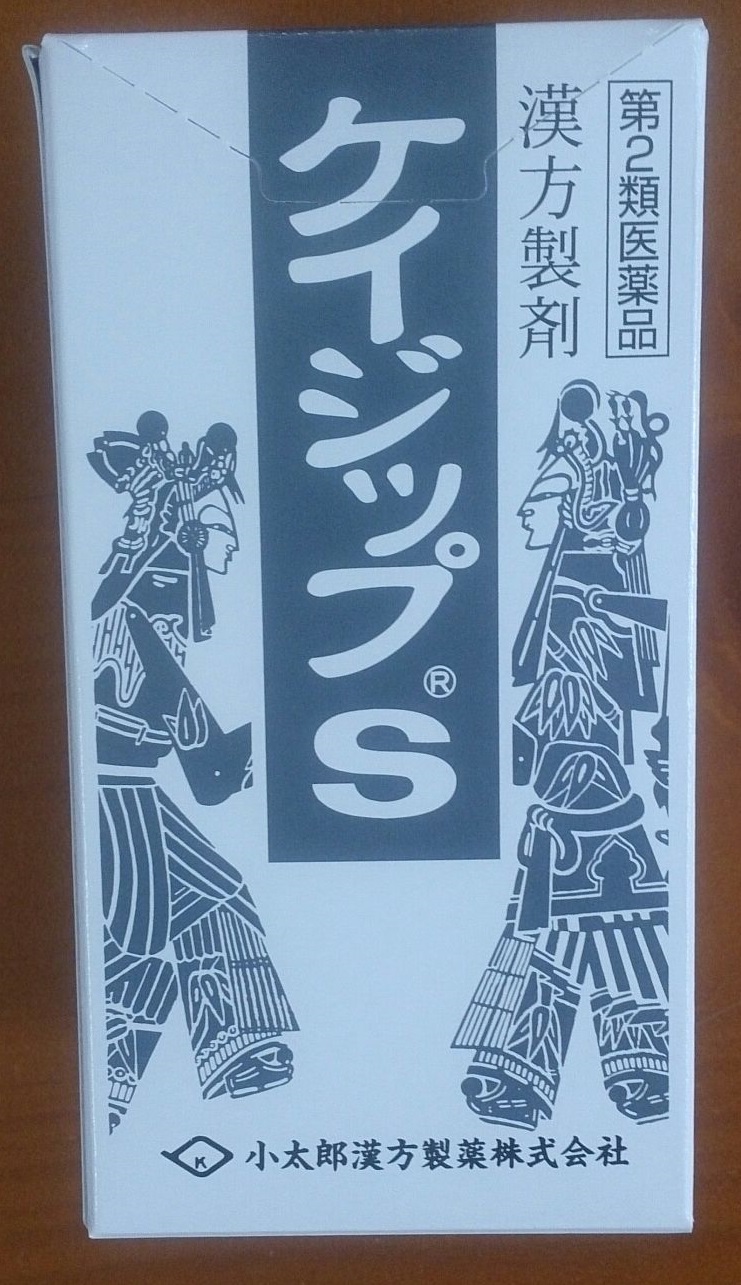 第2類医薬品
漢方製剤
ケイジップ®S
K
小太郎漢方製薬株式会社